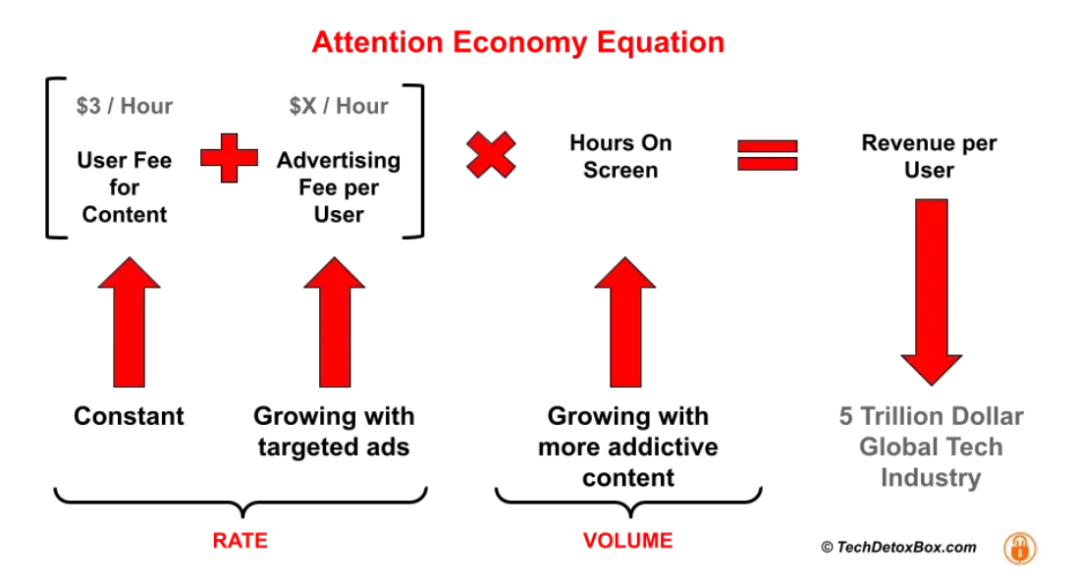 Attention Economy Equation
$3 / Hour
User Fee
for
Content
$X / Hour
Advertising
Fee per
User
Hours On
Screen
Revenue per
User
Constant
Growing with
targeted ads
Growing with
more addictive
content
5 Trillion Dollar
Global Tech
Industry
RATE
VOLUME
© TechDetoxBox.com